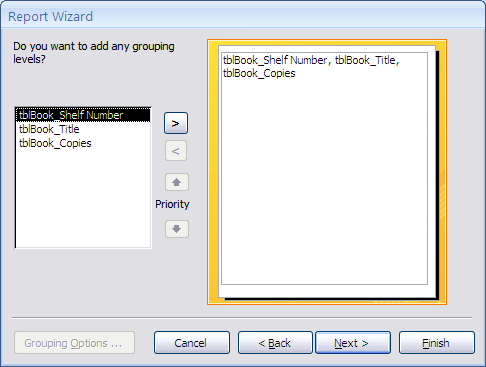 Report Wizard
Do you want to add any grouping
levels?
tblBook_Shelf Number
tblBook_Title
tblBook_Copies
>
<
Priority
tblBook_Shelf Number, tblBook_Title,
tblBook_Copies
Grouping Options ...
Cancel
< Back
Next >
Finish